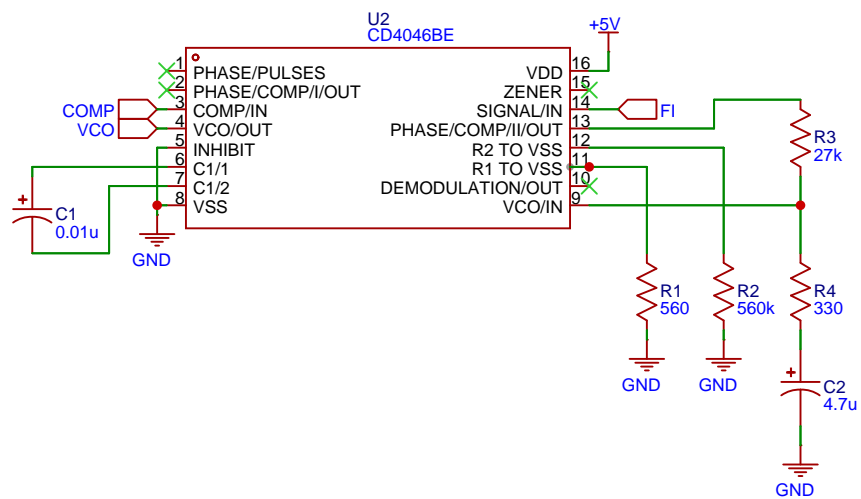 U2
CD4046BE
+5V
1 PHASE/PULSES
2 PHASE/COMP/I/OUT
COMP 3 COMP/IN
VCO 4 VCO/OUT
5 INHIBIT
6 C1/1
7 C1/2
8 VSS
VDD 16
ZENER 15
SIGNAL/IN 14 FI
PHASE/COMP/II/OUT 13
R2 TO VSS 12
R1 TO VSS 11
DEMODULATION/OUT 10
VCO/IN 9
R3
27k
+
C1
0.01u
GND
R1
560
R2
560k
R4
330
GND
GND
+
C2
4.7u
GND